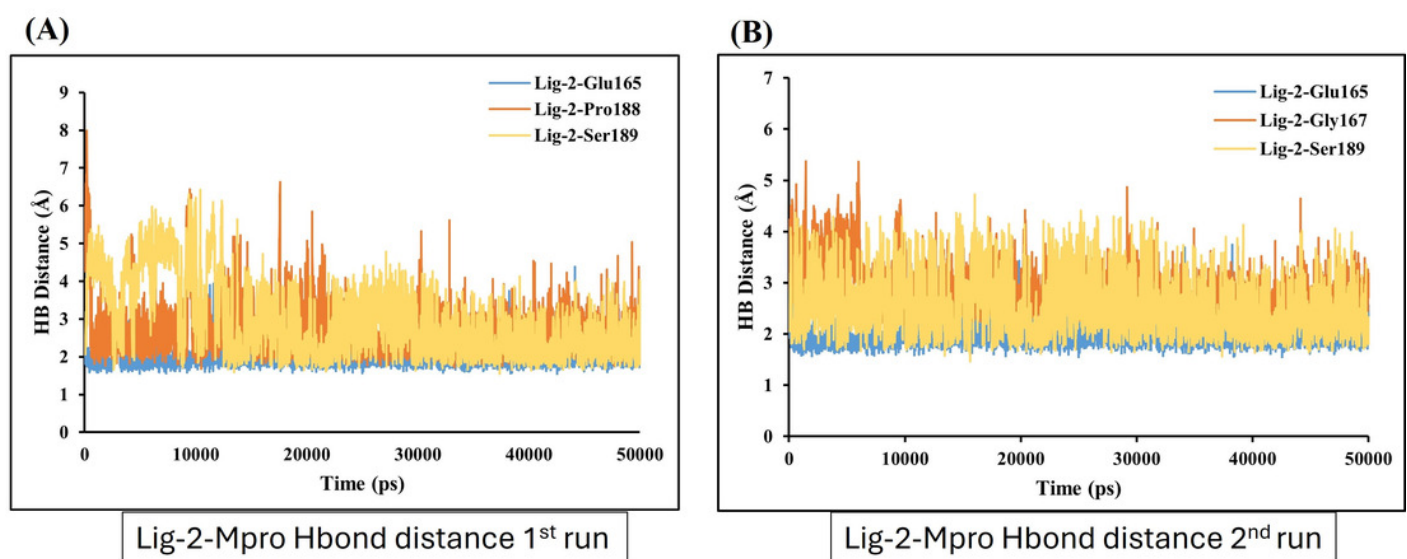 (A)
9
8
7
6
5
4
3
2
1
0
HB Distance (Å)
Lig-2-Glu165
Lig-2-Pro188
Lig-2-Ser189
0 10000 20000 30000 40000 50000
Time (ps)
Lig-2-Mpro Hbond distance 1st run
(B)
7
6
5
4
3
2
1
0
HB Distance (Å)
Lig-2-Glu165
Lig-2-Gly167
Lig-2-Ser189
0 10000 20000 30000 40000 50000
Time (ps)
Lig-2-Mpro Hbond distance 2nd run